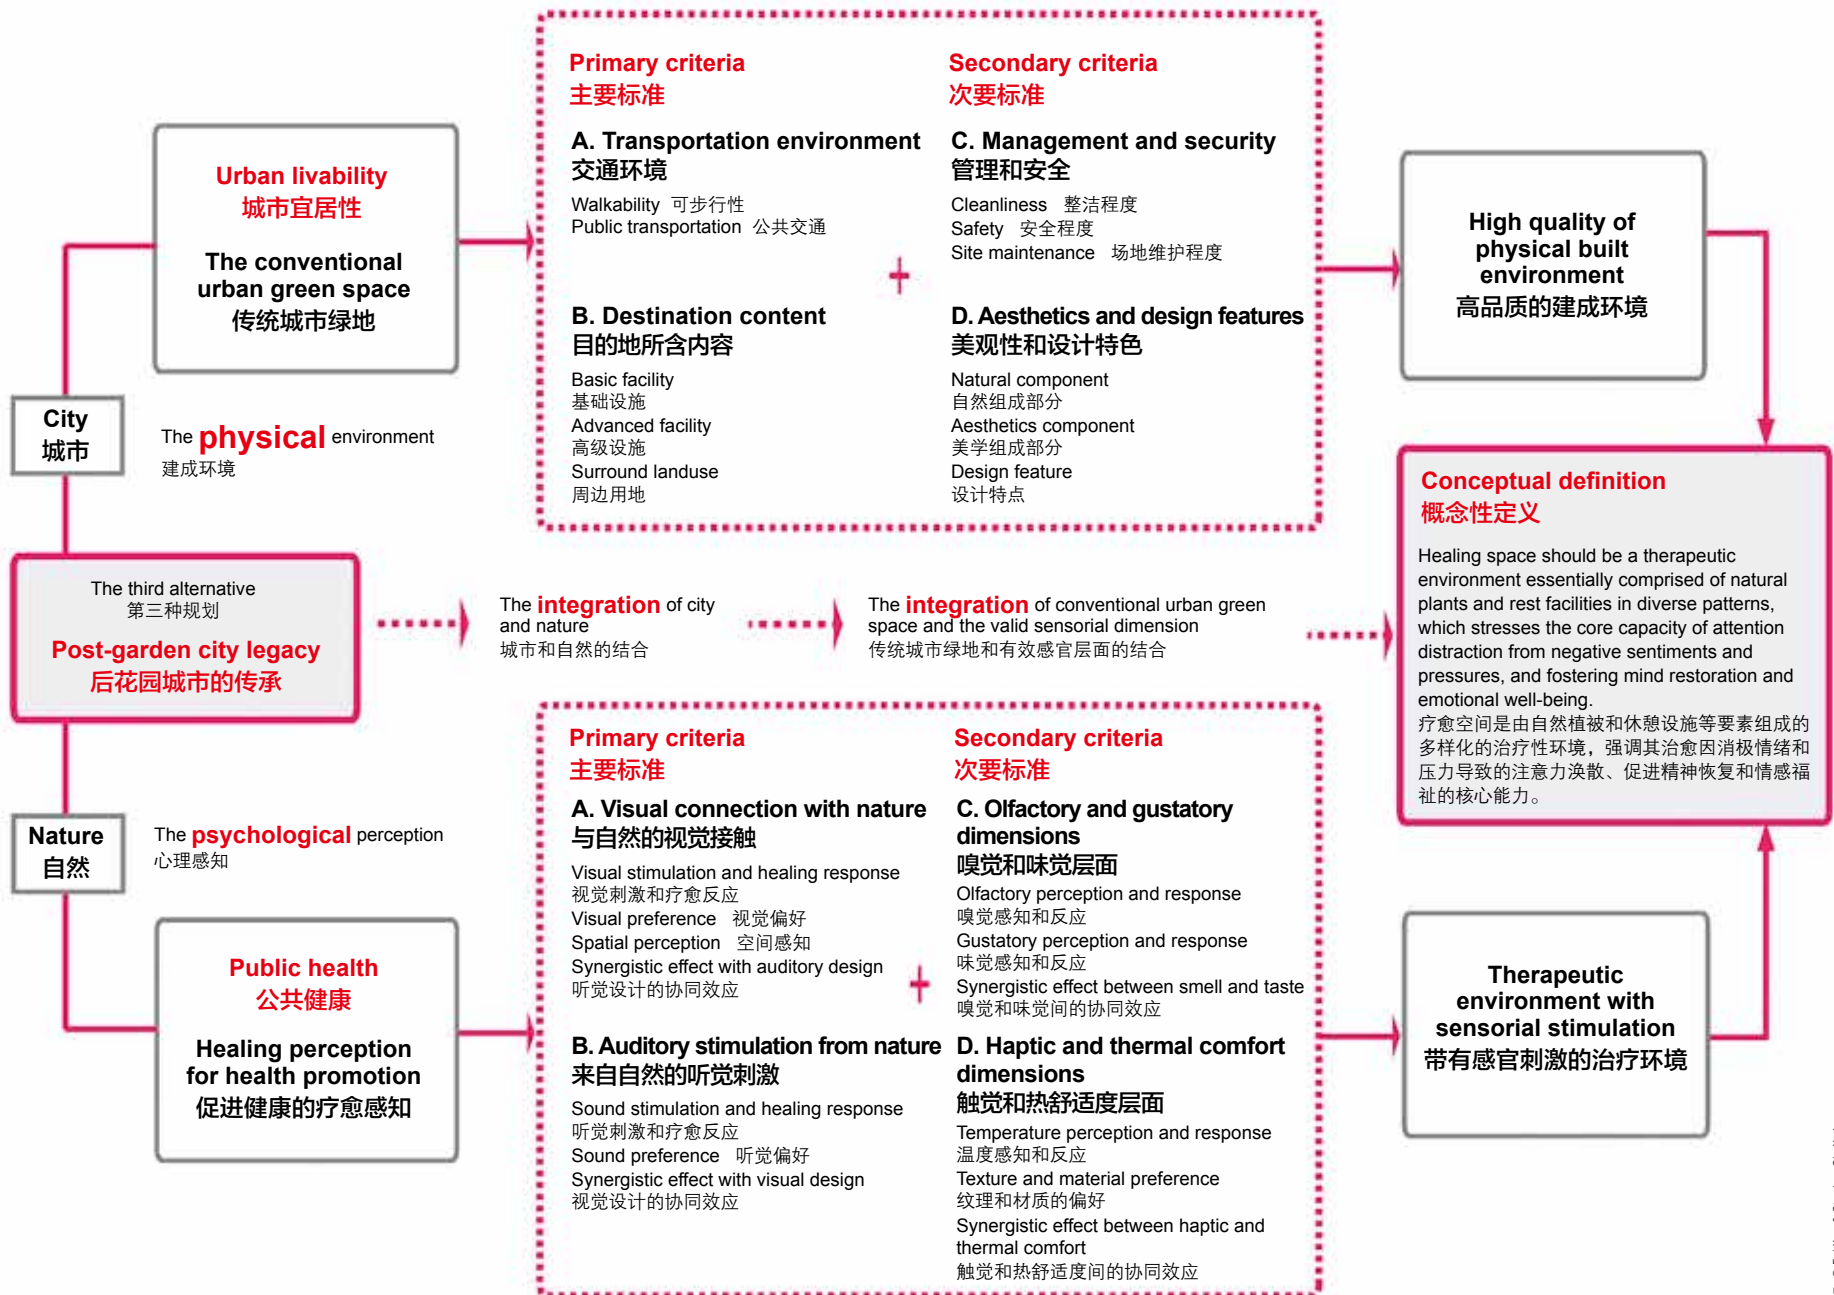 Primary criteria
主要标准
A. Transportation environment
交通环境
Walkability 可步行性
Public transportation 公共交通
B. Destination content
目的地所含内容
Basic facility
基础设施
Advanced facility
高级设施
Surround landuse
周边用地
Secondary criteria
次要标准
C. Management and security
管理和安全
Cleanliness 整洁程度
Safety 安全程度
Site maintenance 场地维护程度
+
D. Aesthetics and design features
美观性和设计特色
Natural component
自然组成部分
Aesthetics component
美学组成部分
Design feature
设计特点
Urban livability
城市宜居性
The conventional
urban green space
传统城市绿地
High quality of
physical built
environment
高品质的建成环境
City
城市
The physical environment
建成环境
The third alternative
第三种规划
Post-garden city legacy
后花园城市的传承
The integration of city
and nature
城市和自然的结合
The integration of conventional urban green
space and the valid sensorial dimension
传统城市绿地和有效感官层面的结合
Conceptual definition
概念性定义
Healing space should be a therapeutic
environment essentially comprised of natural
plants and rest facilities in diverse patterns,
which stresses the core capacity of attention
distraction from negative sentiments and
pressures, and fostering mind restoration and
emotional well-being.
疗愈空间是由自然植被和休憩设施等要素组成的
多样化的治疗性环境，强调其治愈因消极情绪和
压力导致的注意力涣散、促进精神恢复和情感福
祉的核心能力。
Nature
自然
The psychological perception
心理感知
Public health
公共健康
Healing perception
for health promotion
促进健康的疗愈感知
Primary criteria
主要标准
A. Visual connection with nature
与自然的视觉接触
Visual stimulation and healing response
视觉刺激和疗愈反应
Visual preference 视觉偏好
Spatial perception 空间感知
Synergistic effect with auditory design
听觉设计的协同效应
B. Auditory stimulation from nature
来自自然的听觉刺激
Sound stimulation and healing response
听觉刺激和疗愈反应
Sound preference 听觉偏好
Synergistic effect with visual design
视觉设计的协同效应
+
Secondary criteria
次要标准
C. Olfactory and gustatory
dimensions
嗅觉和味觉层面
Olfactory perception and response
嗅觉感知和反应
Gustatory perception and response
味觉感知和反应
Synergistic effect between smell and taste
嗅觉和味觉间的协同效应
D. Haptic and thermal comfort
dimensions
触觉和热舒适度层面
Temperature perception and response
温度感知和反应
Texture and material preference
纹理和材质的偏好
Synergistic effect between haptic and
thermal comfort
触觉和热舒适度间的协同效应
Therapeutic
environment with
sensorial stimulation
带有感官刺激的治疗环境